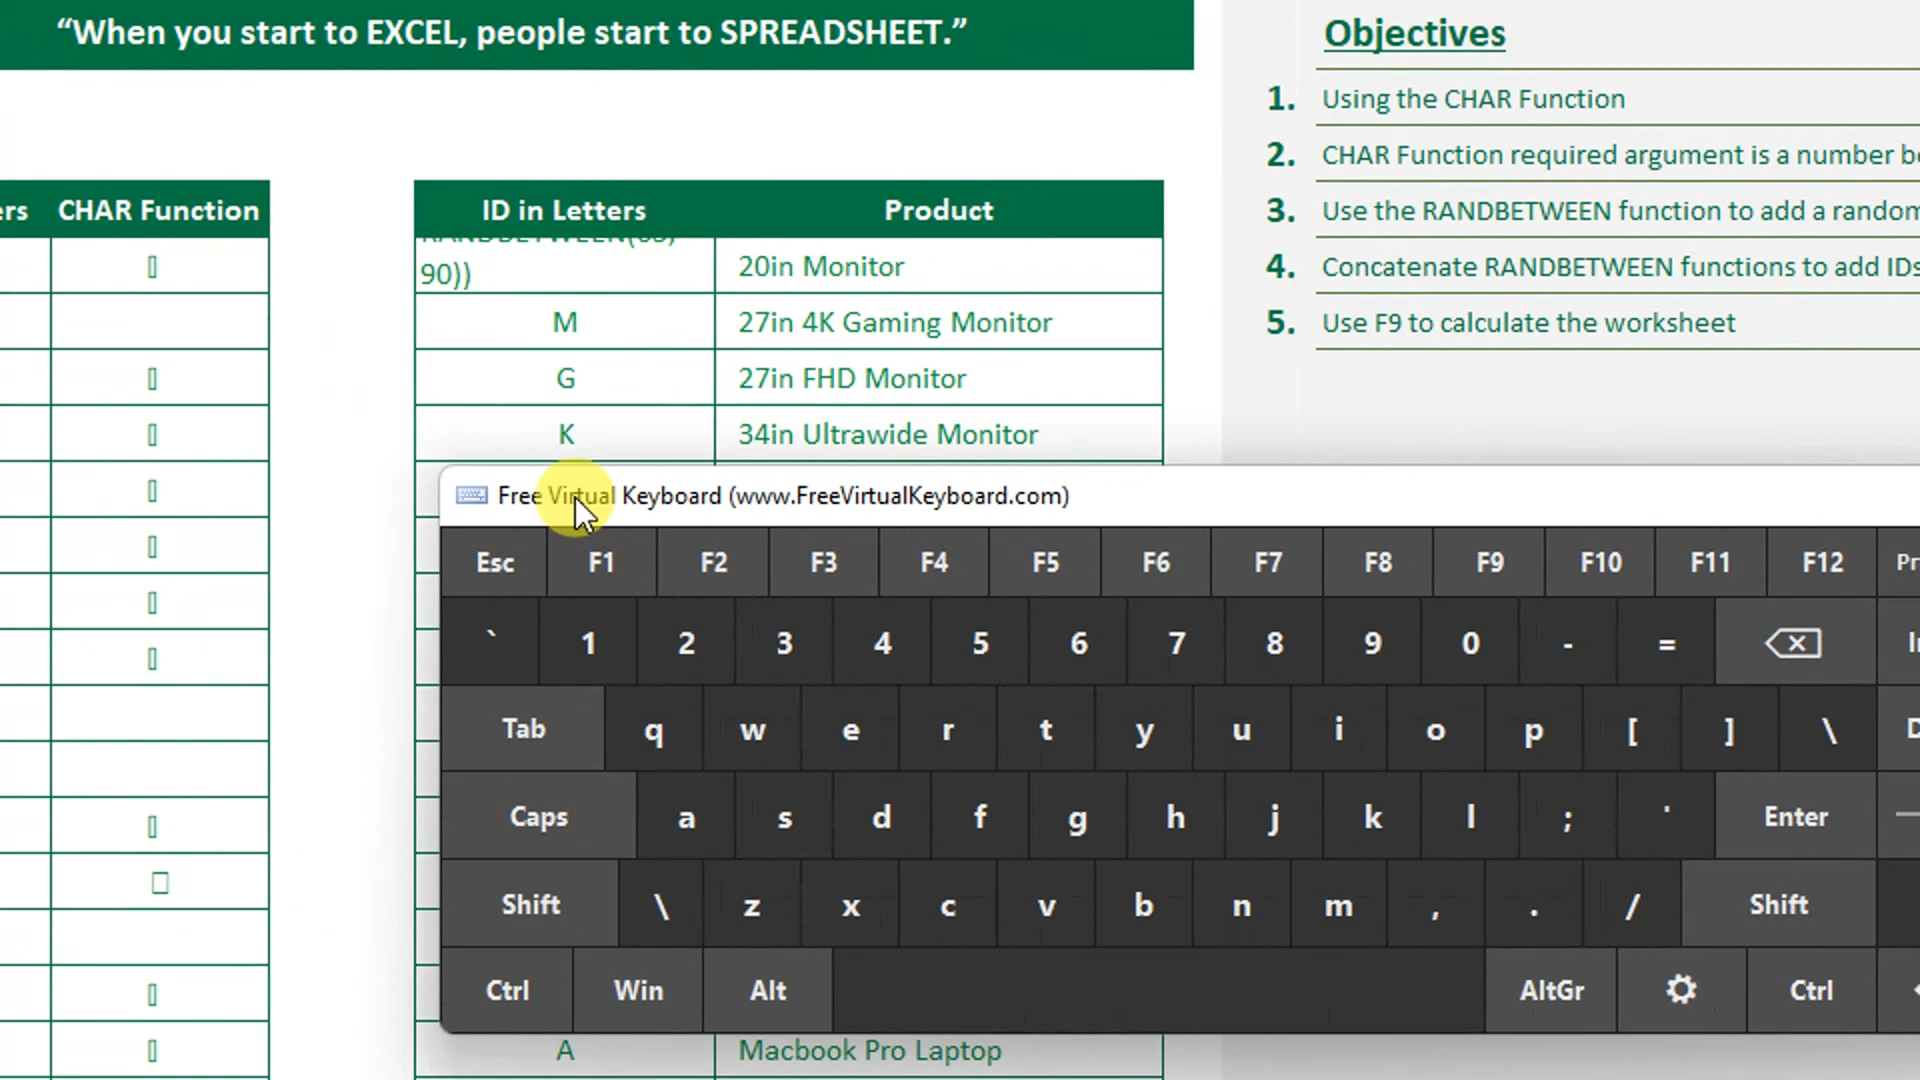 “When you start to EXCEL, people start to SPREADSHEET.”
Objectives
1. Using the CHAR Function
2. CHAR Function required argument is a number
3. Use the RANDBETWEEN function to add a random
4. Concatenate RANDBETWEEN functions to add IDs
5. Use F9 to calculate the worksheet
CHAR Function
ID in Letters Product
90)) 20in Monitor
M 27in 4K Gaming Monitor
G 27in FHD Monitor
K 34in Ultrawide Monitor
Free Virtual Keyboard (www.FreeVirtualKeyboard.com)
Esc F1 F2 F3 F4 F5 F6 F7 F8 F9 F10 F11 F12
` 1 2 3 4 5 6 7 8 9 0 - =
Tab q w e r t y u i o p [ ] \
Caps a s d f g h j k l ; ' Enter
Shift \ z x c v b n m , . / Shift
Ctrl Win Alt AltGr Ctrl
A Macbook Pro Laptop